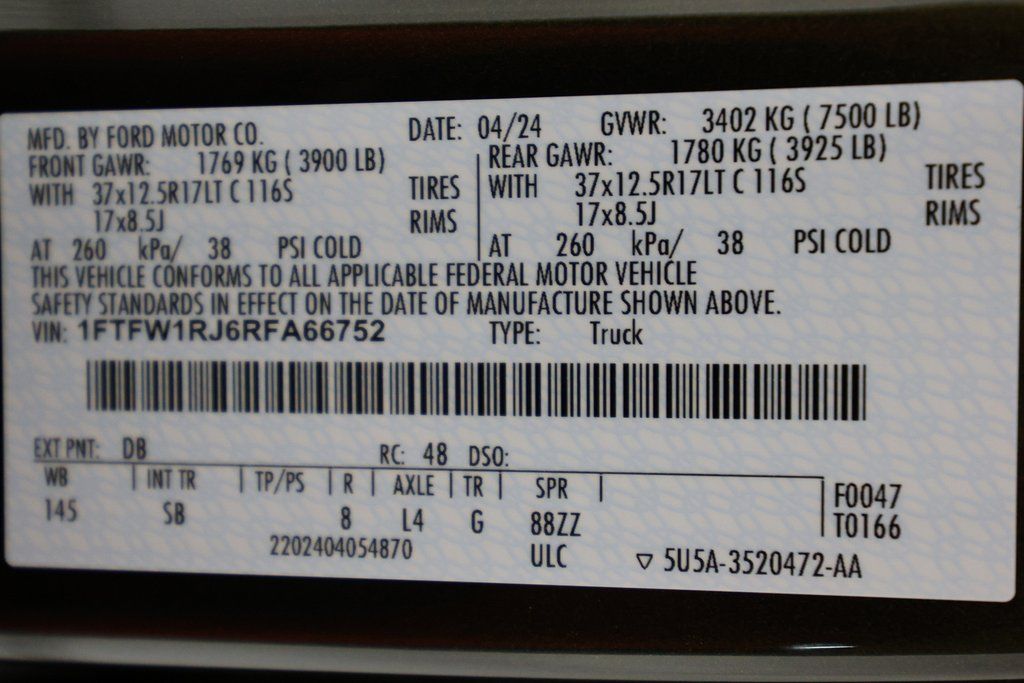 MFD. BY FORD MOTOR CO. DATE: 04/24 GVWR: 3402 KG ( 7500 LB)
FRONT GAWR: 1769 KG ( 3900 LB) REAR GAWR: 1780 KG ( 3925 LB)
WITH 37x12.5R17LT C 116S TIRES WITH 37x12.5R17LT C 116S TIRES
17x8.5J RIMS 17x8.5J RIMS
AT 260 kPa/ 38 PSI COLD AT 260 kPa/ 38 PSI COLD
THIS VEHICLE CONFORMS TO ALL APPLICABLE FEDERAL MOTOR VEHICLE
SAFETY STANDARDS IN EFFECT ON THE DATE OF MANUFACTURE SHOWN ABOVE.
VIN: 1FTFW1RJ6RFA66752 TYPE: Truck
EXT PNT: DB RC: 48 DSO:
WB INT TR TP/PS R AXLE TR SPR F0047
145 SB 8 L4 G 88ZZ T0166
2202404054870 ULC ▽ 5U5A-3520472-AA